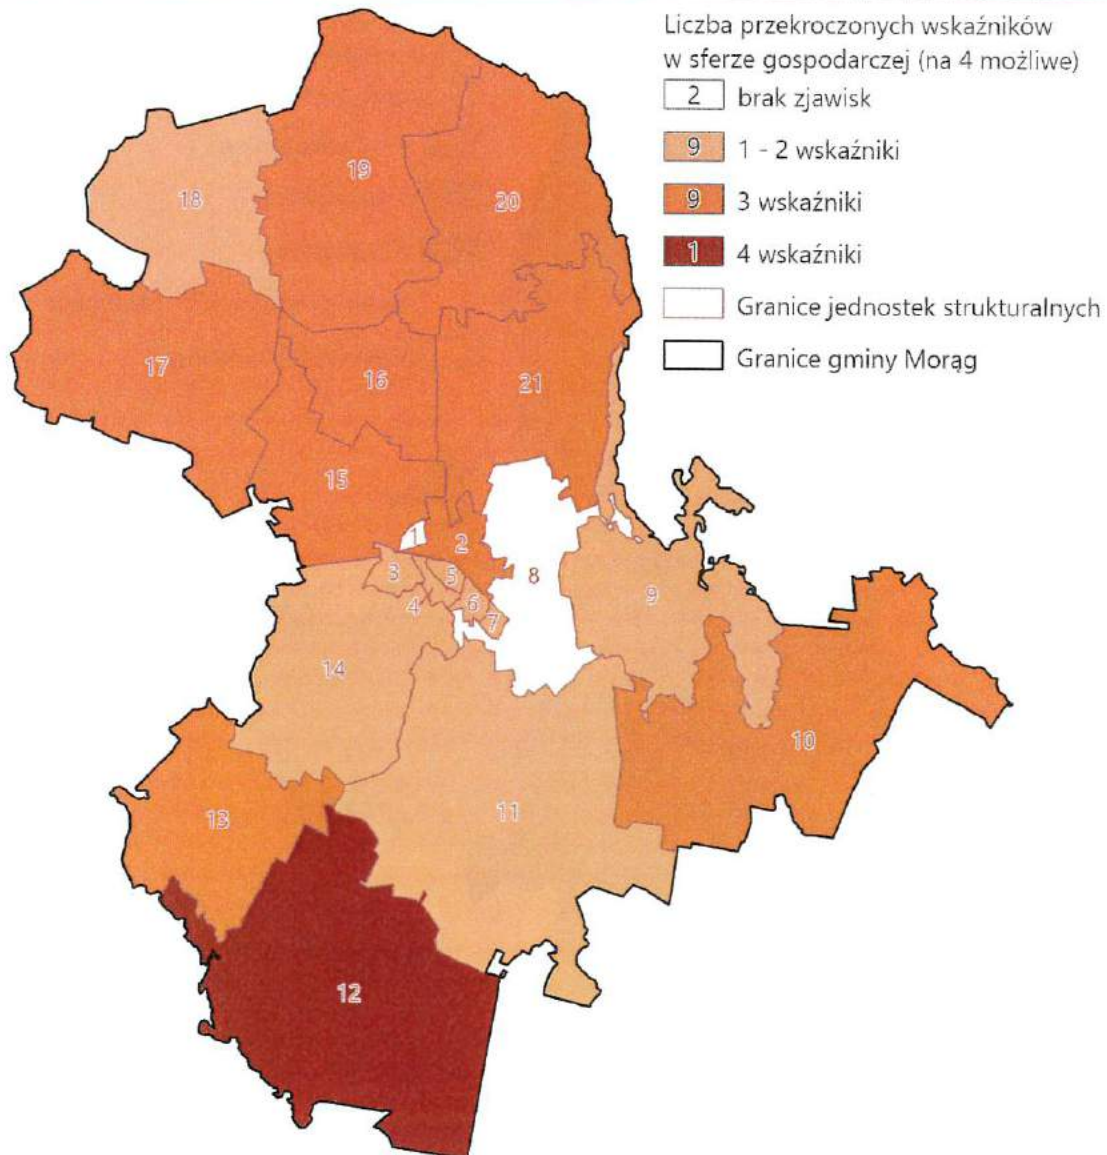 Liczba przekroczonych wskaźników
w sferze gospodarczej (na 4 możliwe)
2 brak zjawisk
9 1 - 2 wskaźniki
9 3 wskaźniki
1 4 wskaźniki
Granice jednostek strukturalnych
Granice gminy Morąg
19
18
20
17
16
21
15
1
2
3
5
8
4
6
9
7
14
10
11
13
12